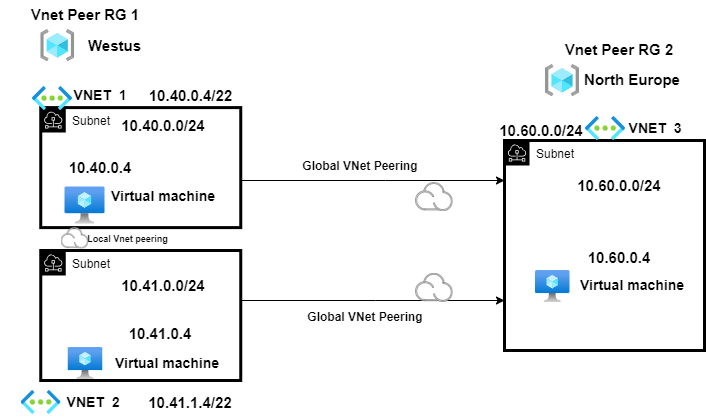 Vnet Peer RG 1
Westus
VNET 1 10.40.0.4/22
Subnet
10.40.0.0/24
10.40.0.4
Virtual machine
Local Vnet peering
Subnet
10.41.0.0/24
10.41.0.4
Virtual machine
VNET 2 10.41.1.4/22
Global VNet Peering
Global VNet Peering
Vnet Peer RG 2
North Europe
10.60.0.0/24 VNET 3
Subnet
10.60.0.0/24
10.60.0.4
Virtual machine